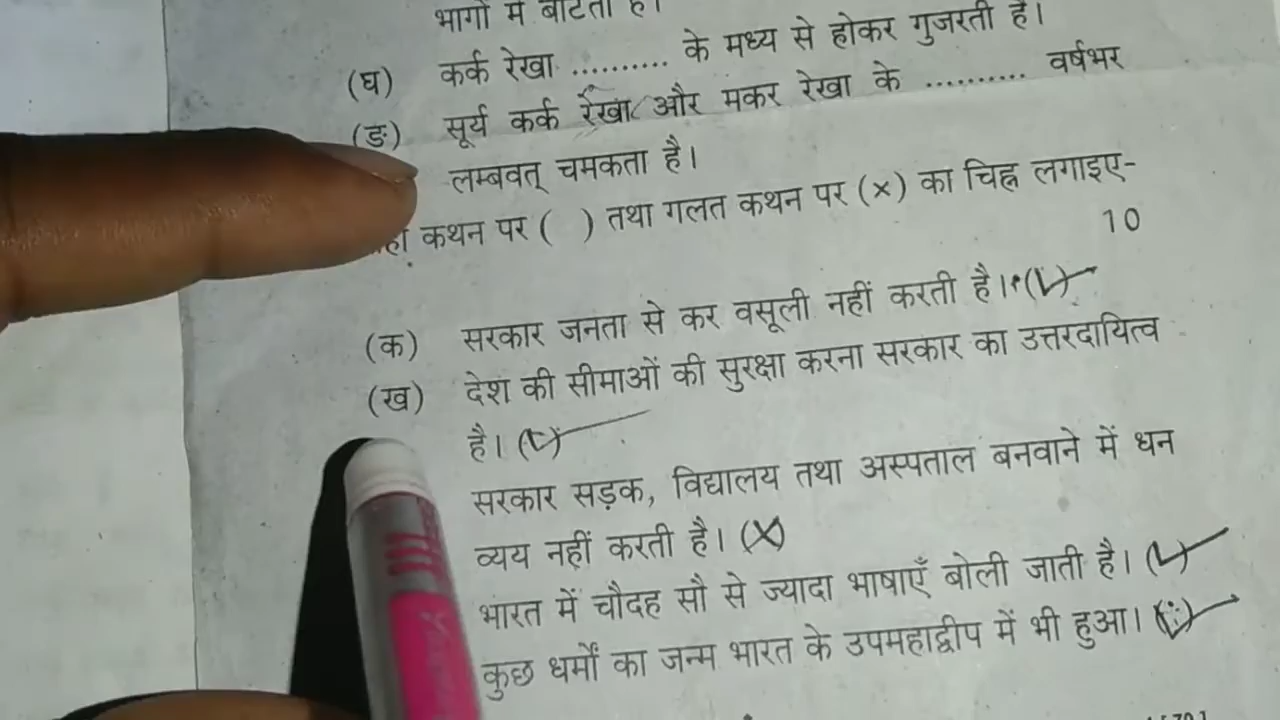 भागों में बाँटती है।
(घ) कर्क रेखा .......... के मध्य से होकर गुजरती है।
(ङ) सूर्य कर्क रेखा और मकर रेखा के .......... वर्षभर
लम्बवत् चमकता है।
कथन पर ( ) तथा गलत कथन पर (×) का चिह्न लगाइए-
10
(क) सरकार जनता से कर वसूली नहीं करती है। (✓)
(ख) देश की सीमाओं की सुरक्षा करना सरकार का उत्तरदायित्व
है। (✓)
सरकार सड़क, विद्यालय तथा अस्पताल बनवाने में धन
व्यय नहीं करती है। (×)
भारत में चौदह सौ से ज्यादा भाषाएँ बोली जाती है। (✓)
कुछ धर्मों का जन्म भारत के उपमहाद्वीप में भी हुआ। (✓)